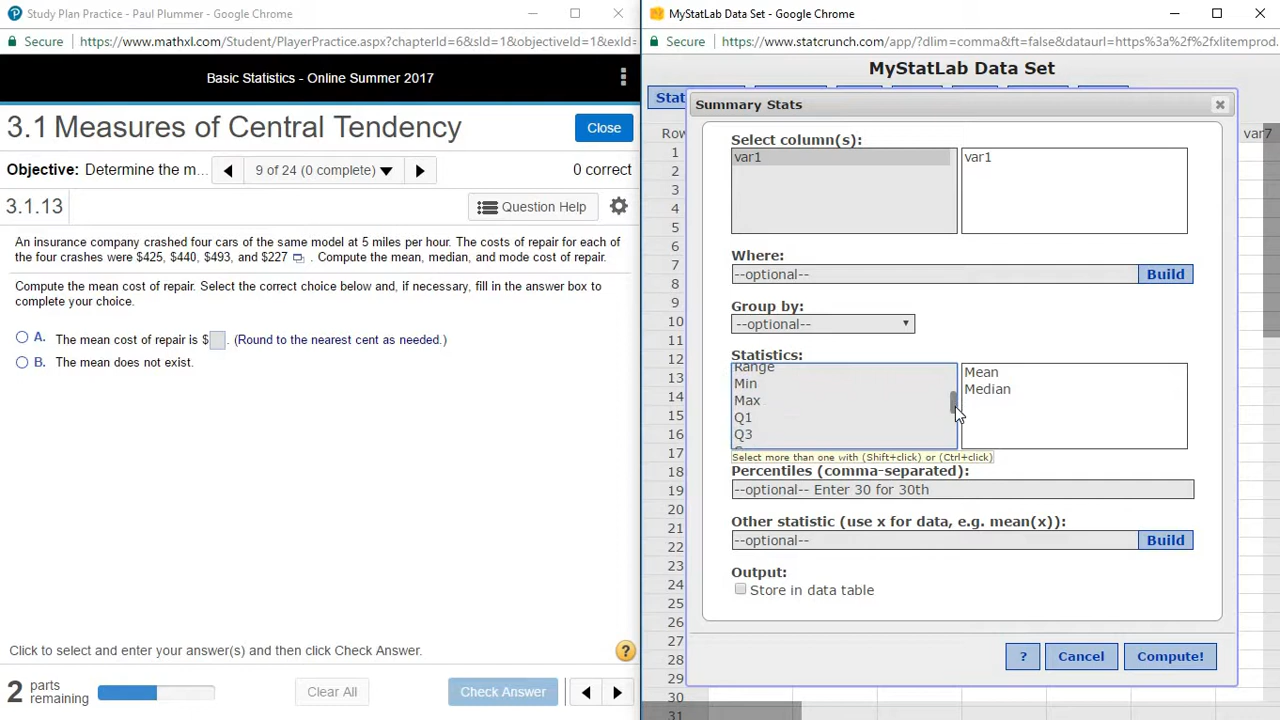 Study Plan Practice - Paul Plummer - Google Chrome
Secure https://www.mathxl.com/Student/PlayerPractice.aspx?chapterId=6&sId=1&objectiveId=1&exId=
Basic Statistics - Online Summer 2017
3.1 Measures of Central Tendency
Close
Objective: Determine the m...
9 of 24 (0 complete)
0 correct
3.1.13
Question Help
An insurance company crashed four cars of the same model at 5 miles per hour. The costs of repair for each of
the four crashes were $425, $440, $493, and $227 . Compute the mean, median, and mode cost of repair.
Compute the mean cost of repair. Select the correct choice below and, if necessary, fill in the answer box to
complete your choice.
A. The mean cost of repair is $ . (Round to the nearest cent as needed.)
B. The mean does not exist.
Click to select and enter your answer(s) and then click Check Answer.
?
2 parts
remaining
Clear All
Check Answer
MyStatLab Data Set - Google Chrome
Secure https://www.statcrunch.com/app/?dlim=comma&ft=false&dataurl=https%3a%2f%2fxlitemprod.
MyStatLab Data Set
Stat
Row
var7
1
2
3
4
5
6
7
8
9
10
11
12
13
14
15
16
17
18
19
20
21
22
23
24
25
26
27
28
29
30
31
Summary Stats
Select column(s):
var1
var1
Where:
--optional--
Build
Group by:
--optional--
Statistics:
Range
Min
Max
Q1
Q3
Mean
Median
Select more than one with (Shift+click) or (Ctrl+click)
Percentiles (comma-separated):
--optional-- Enter 30 for 30th
Other statistic (use x for data, e.g. mean(x)):
--optional--
Build
Output:
Store in data table
?
Cancel
Compute!